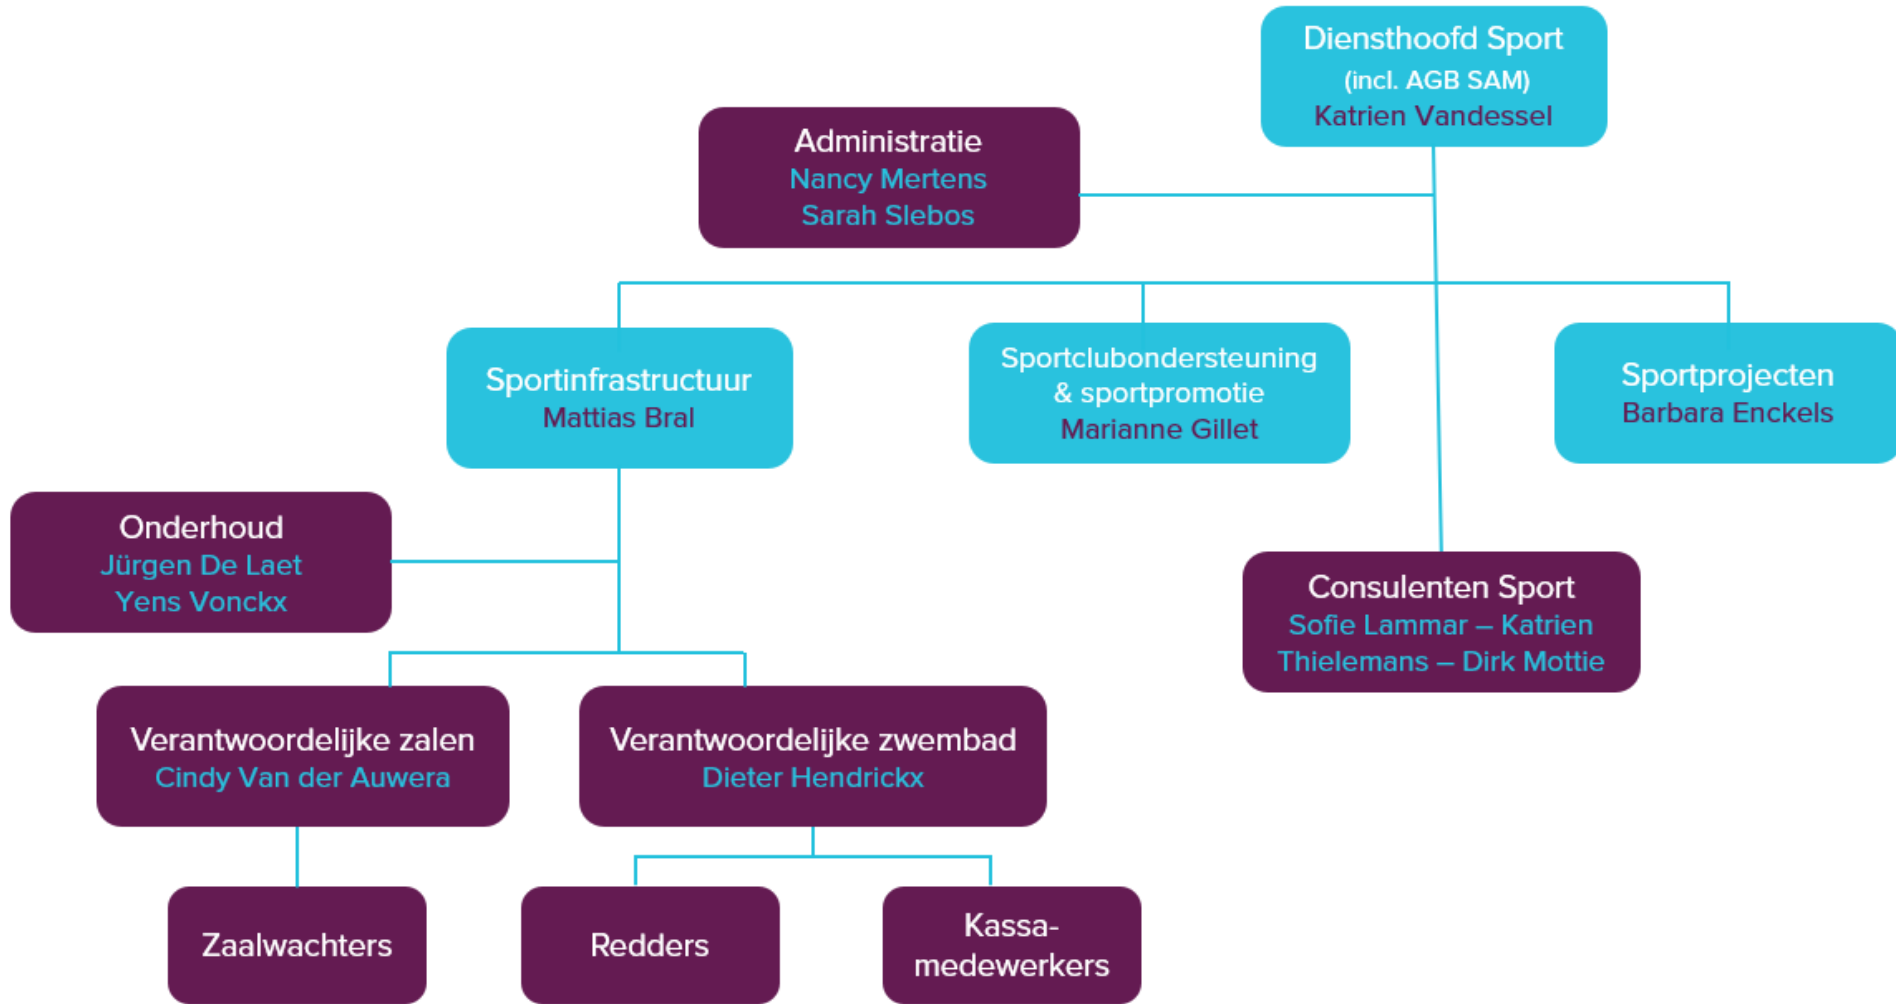 Diensthoofd Sport
(incl. AGB SAM)
Katrien Vandessel
Administratie
Nancy Mertens
Sarah Slebos
Sportinfrastructuur
Mattias Bral
Sportclubondersteuning
& sportpromotie
Marianne Gillet
Sportprojecten
Barbara Enckels
Onderhoud
Jürgen De Laet
Yens Vonckx
Consulenten Sport
Sofie Lammar – Katrien
Thielemans – Dirk Mottie
Verantwoordelijke zalen
Cindy Van der Auwera
Verantwoordelijke zwembad
Dieter Hendrickx
Zaalwachters
Redders
Kassa-
medewerkers